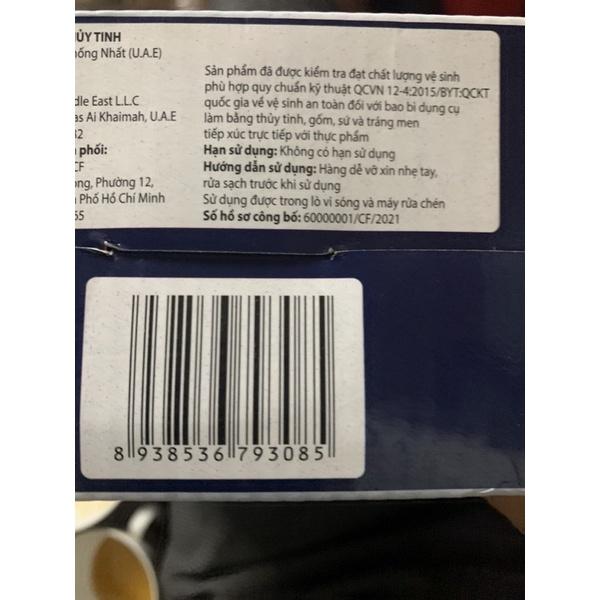 ỦY TINH
hống Nhất (U.A.E)
dle East L.L.C
as Ai Khaimah, U.A.E
phối:
CF
ong, Phường 12,
Phố Hồ Chí Minh
Sản phẩm đã được kiểm tra đạt chất lượng vệ sinh
phù hợp quy chuẩn kỹ thuật QCVN 12-4:2015/BYT:QCKT
quốc gia về vệ sinh an toàn đối với bao bì dụng cụ
làm bằng thủy tinh, gốm, sứ và tráng men
tiếp xúc trực tiếp với thực phẩm
Hạn sử dụng: Không có hạn sử dụng
Hướng dẫn sử dụng: Hàng dễ vỡ xin nhẹ tay,
rửa sạch trước khi sử dụng
Sử dụng được trong lò vi sóng và máy rửa chén
Số hồ sơ công bố: 60000001/CF/2021
8 938536 793085